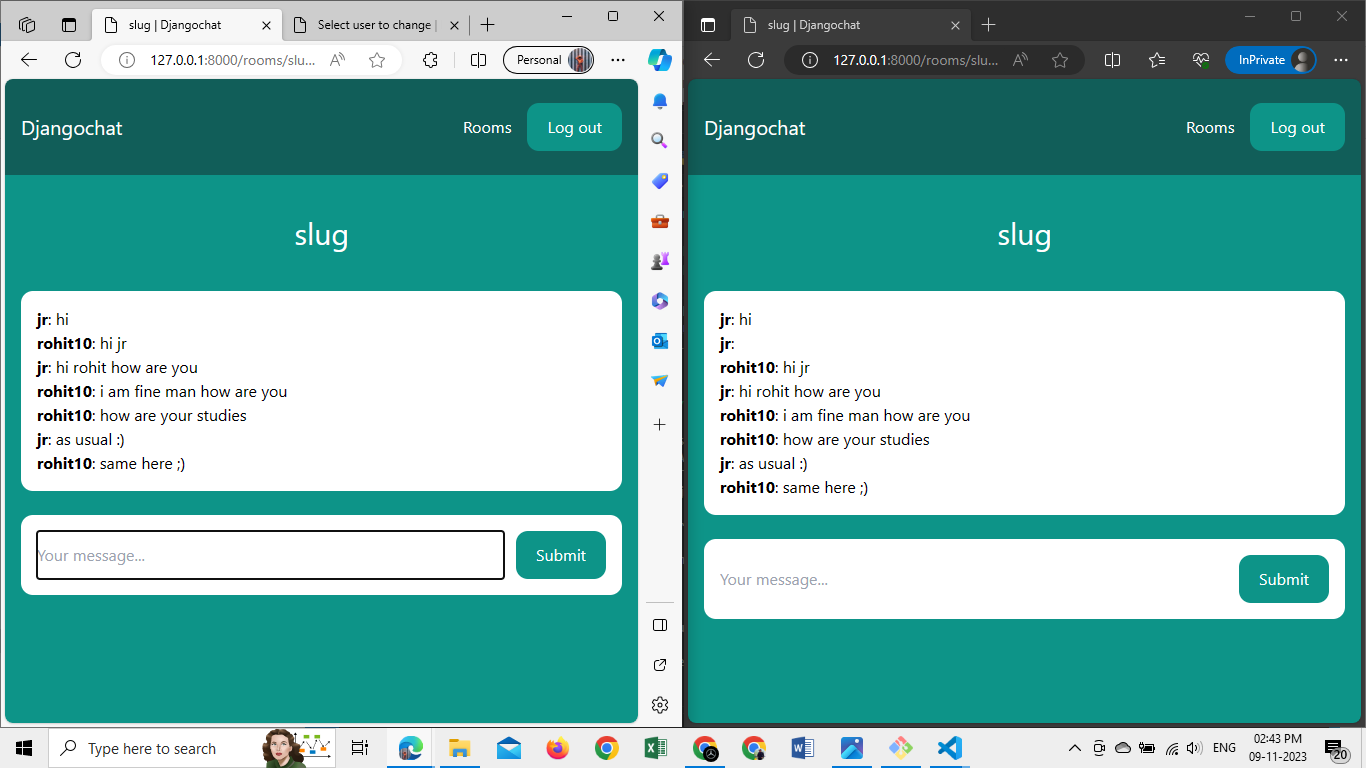 slug | Djangochat
Select user to change |
127.0.0.1:8000/rooms/slu...
Personal
Djangochat
Rooms
Log out
slug
jr: hi
rohit10: hi jr
jr: hi rohit how are you
rohit10: i am fine man how are you
rohit10: how are your studies
jr: as usual :)
rohit10: same here ;)
Your message...
Submit
slug | Djangochat
127.0.0.1:8000/rooms/slu...
InPrivate
Djangochat
Rooms
Log out
slug
jr: hi
jr:
rohit10: hi jr
jr: hi rohit how are you
rohit10: i am fine man how are you
rohit10: how are your studies
jr: as usual :)
rohit10: same here ;)
Your message...
Submit
Type here to search
ENG
02:43 PM
09-11-2023
20